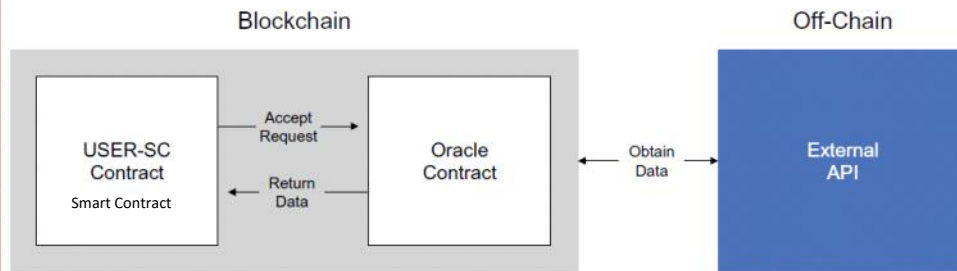 Blockchain
Off-Chain
USER-SC
Contract
Smart Contract
Accept
Request
Return
Data
Oracle
Contract
Obtain
Data
External
API